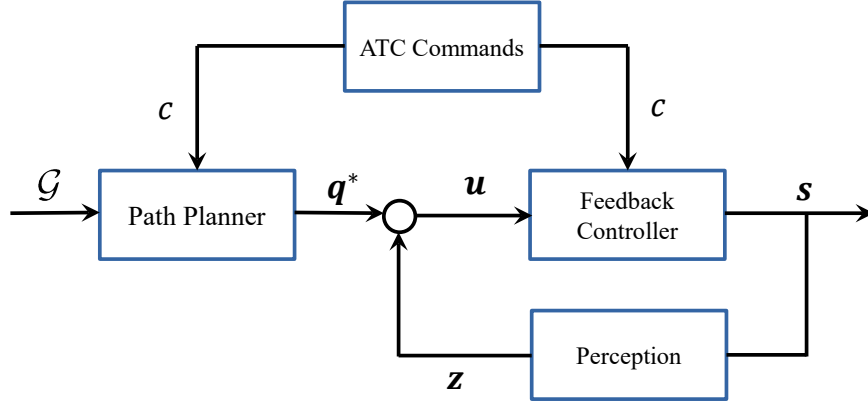 ATC Commands
c
c
𝒢
Path Planner
q*
u
Feedback
Controller
s
Perception
z